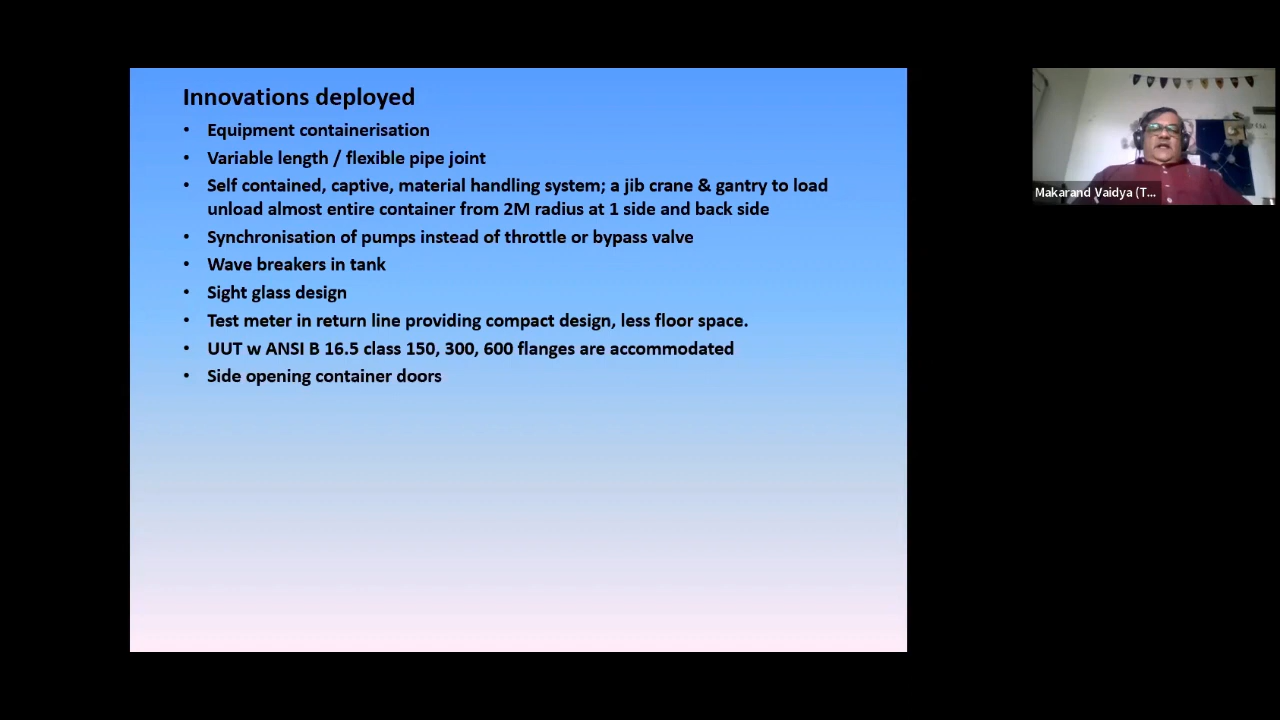 Innovations deployed
• Equipment containerisation
• Variable length / flexible pipe joint
• Self contained, captive, material handling system; a jib crane & gantry to load
unload almost entire container from 2M radius at 1 side and back side
• Synchronisation of pumps instead of throttle or bypass valve
• Wave breakers in tank
• Sight glass design
• Test meter in return line providing compact design, less floor space.
• UUT w ANSI B 16.5 class 150, 300, 600 flanges are accommodated
• Side opening container doors
Makarand Vaidya (T...